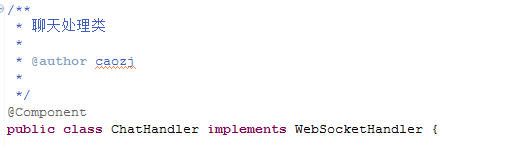 /**
 * 聊天处理类
 *
 * @author caozj
 *
 */
@Component
public class ChatHandler implements WebSocketHandler {